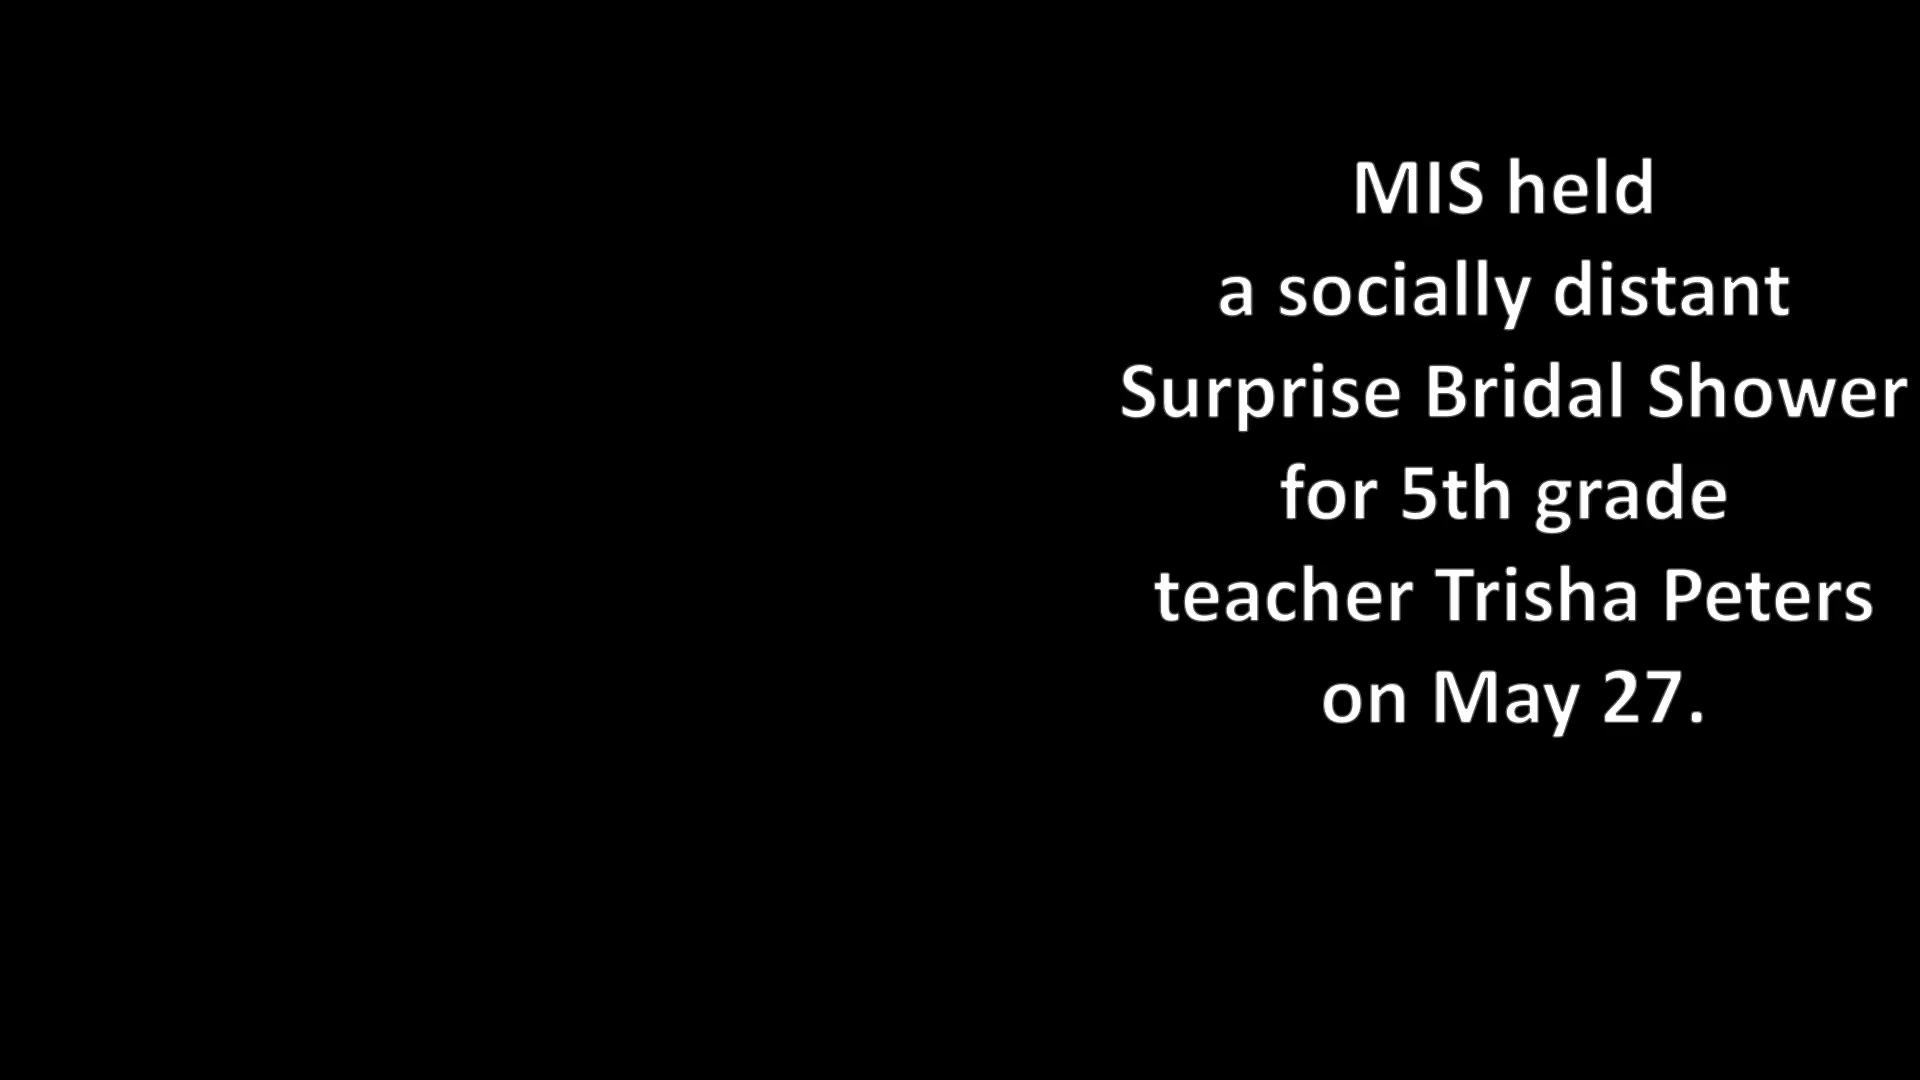 MIS held
a socially distant
Surprise Bridal Shower
for 5th grade
teacher Trisha Peters
on May 27.